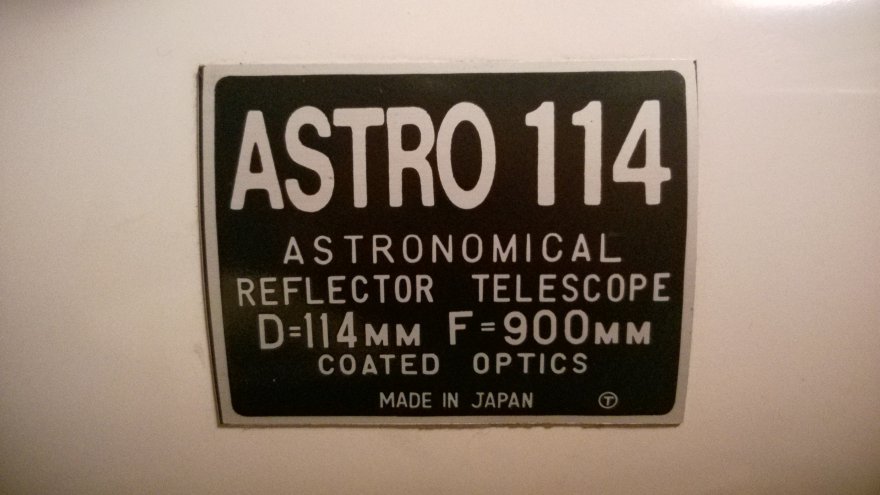 ASTRO 114
ASTRONOMICAL
REFLECTOR TELESCOPE
D=114MM F=900MM
COATED OPTICS
MADE IN JAPAN Ⓣ